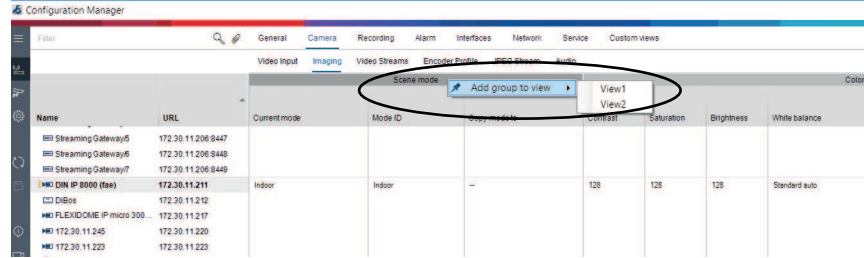 Configuration Manager
Filter
General Camera Recording Alarm Interfaces Network Service Custom views
Video Input Imaging Video Streams Encoder Profile JPEG Stream Audio
Scene mode Color
Add group to view View1
View2
Name URL Current mode Mode ID Copy mode to Contrast Saturation Brightness White balance
Streaming Gateway/5 172.30.11.206:8447
Streaming Gateway/6 172.30.11.206:8448
Streaming Gateway/7 172.30.11.206:8449
DIN IP 8000 (fae) 172.30.11.211 Indoor Indoor -- 128 128 128 Standard auto
DiBos 172.30.11.212
FLEXIDOME IP micro 300... 172.30.11.217
172.30.11.245 172.30.11.220
172.30.11.223 172.30.11.223